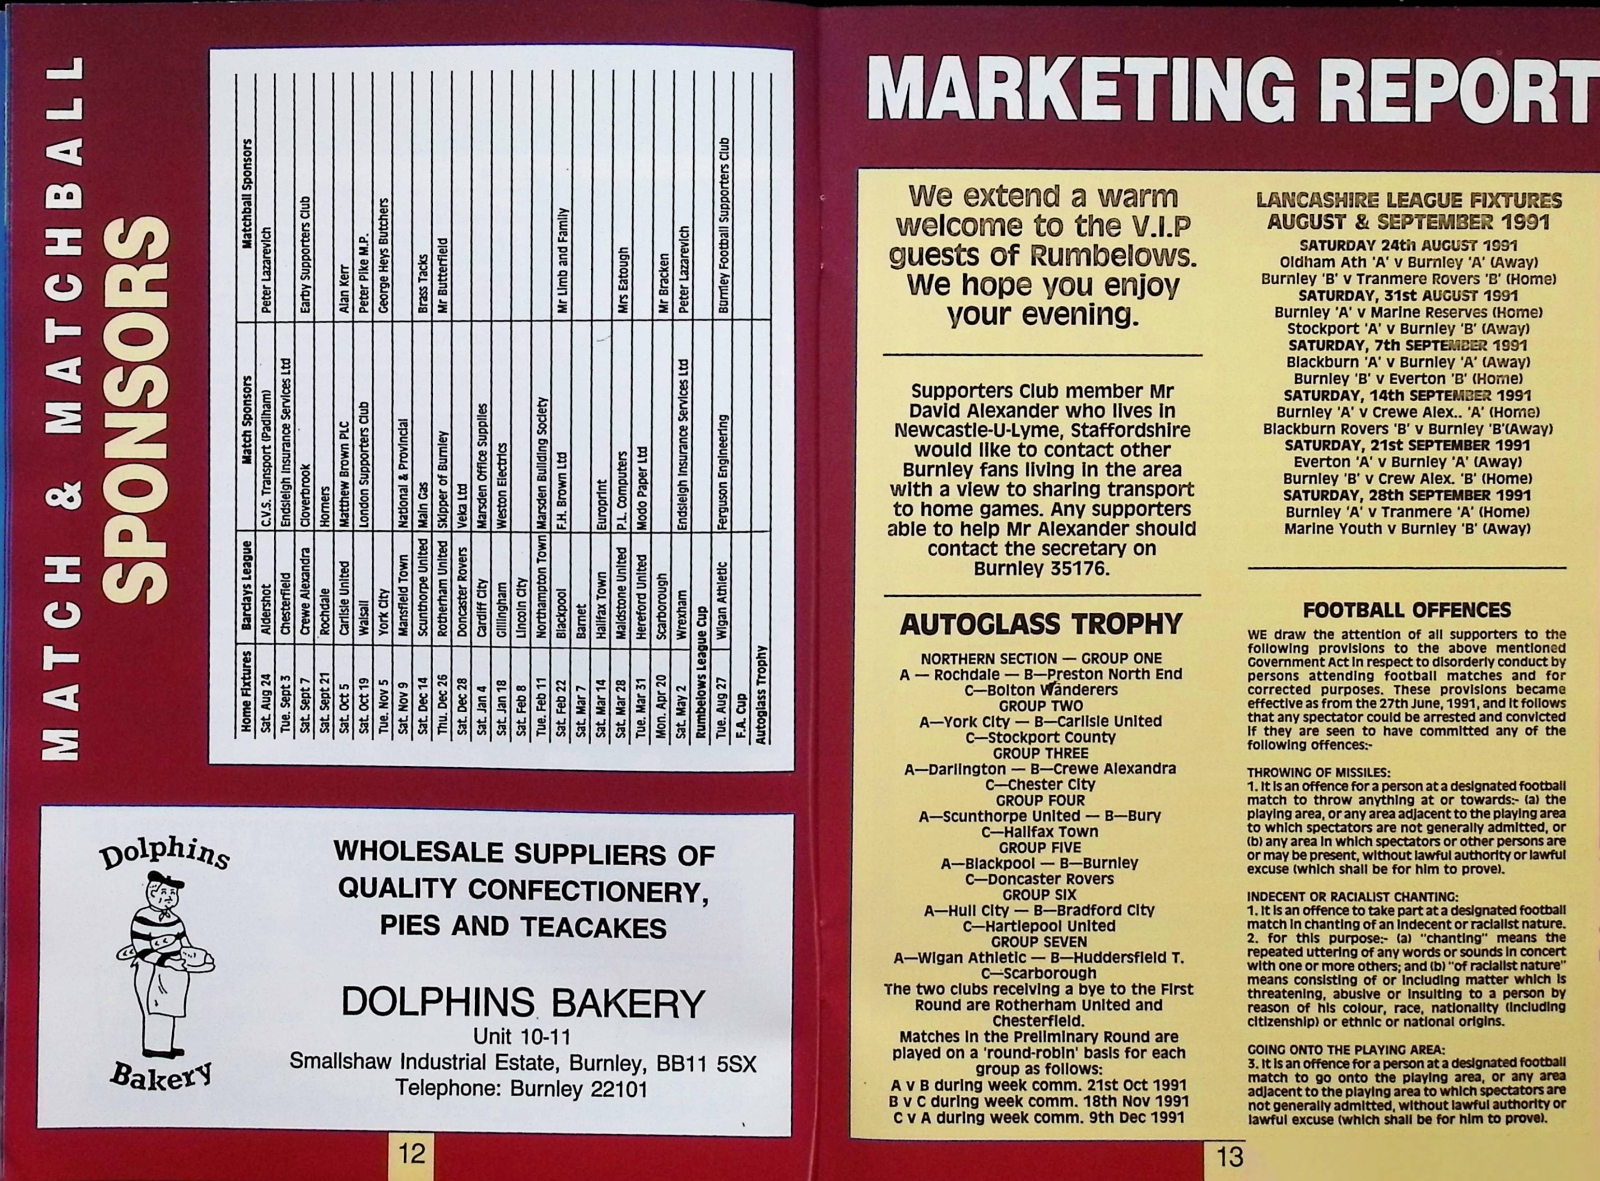 MATCH & MATCHBALL
SPONSORS
Home Fixtures Barclays League Match Sponsors Matchball Sponsors
Sat. Aug 24 Aldershot C.V.S. Transport (Padiham) Peter Lazarevich
Tue. Sept 3 Chesterfield Endsleigh Insurance Services Ltd
Sat. Sept 7 Crewe Alexandra Cloverbrook Earby Supporters Club
Sat. Sept 21 Rochdale Horners
Sat. Oct 5 Carlisle United Matthew Brown PLC Alan Kerr
Sat. Oct 19 Walsall London Supporters Club Peter Pike M.P.
Tue. Nov 5 York City George Heys Butchers
Sat. Nov 9 Mansfield Town National & Provincial
Sat. Dec 14 Scunthorpe United Main Gas Brass Tacks
Thu. Dec 26 Rotherham United Skipper of Burnley Mr Butterfield
Sat. Dec 28 Doncaster Rovers Veka Ltd
Sat. Jan 4 Cardiff City Marsden Office Supplies
Sat. Jan 18 Gillingham Weston Electrics
Sat. Feb 8 Lincoln City
Tue. Feb 11 Northampton Town Marsden Building Society
Sat. Feb 22 Blackpool F.H. Brown Ltd Mr Limb and Family
Sat. Mar 7 Barnet
Sat. Mar 14 Halifax Town Europrint
Sat. Mar 28 Maidstone United P.L. Computers Mrs Eatough
Tue. Mar 31 Hereford United Modo Paper Ltd
Mon. Apr 20 Scarborough Mr Bracken
Sat. May 2 Wrexham Endsleigh Insurance Services Ltd Peter Lazarevich
Rumbelows League Cup
Tue. Aug 27 Wigan Athletic Ferguson Engineering Burnley Football Supporters Club
F.A. Cup
Autoglass Trophy
Dolphins
Bakery
WHOLESALE SUPPLIERS OF
QUALITY CONFECTIONERY,
PIES AND TEACAKES
DOLPHINS BAKERY
Unit 10-11
Smallshaw Industrial Estate, Burnley, BB11 5SX
Telephone: Burnley 22101
12
MARKETING REPORT
We extend a warm
welcome to the V.I.P
guests of Rumbelows.
We hope you enjoy
your evening.
Supporters Club member Mr
David Alexander who lives in
Newcastle-U-Lyme, Staffordshire
would like to contact other
Burnley fans living in the area
with a view to sharing transport
to home games. Any supporters
able to help Mr Alexander should
contact the secretary on
Burnley 35176.
AUTOGLASS TROPHY
NORTHERN SECTION — GROUP ONE
A — Rochdale — B—Preston North End
C—Bolton Wanderers
GROUP TWO
A—York City — B—Carlisle United
C—Stockport County
GROUP THREE
A—Darlington — B—Crewe Alexandra
C—Chester City
GROUP FOUR
A—Scunthorpe United — B—Bury
C—Halifax Town
GROUP FIVE
A—Blackpool — B—Burnley
C—Doncaster Rovers
GROUP SIX
A—Hull City — B—Bradford City
C—Hartlepool United
GROUP SEVEN
A—Wigan Athletic — B—Huddersfield T.
C—Scarborough
The two clubs receiving a bye to the First
Round are Rotherham United and
Chesterfield.
Matches in the Preliminary Round are
played on a 'round-robin' basis for each
group as follows:
A v B during week comm. 21st Oct 1991
B v C during week comm. 18th Nov 1991
C v A during week comm. 9th Dec 1991
LANCASHIRE LEAGUE FIXTURES
AUGUST & SEPTEMBER 1991
SATURDAY 24th AUGUST 1991
Oldham Ath 'A' v Burnley 'A' (Away)
Burnley 'B' v Tranmere Rovers 'B' (Home)
SATURDAY, 31st AUGUST 1991
Burnley 'A' v Marine Reserves (Home)
Stockport 'A' v Burnley 'B' (Away)
SATURDAY, 7th SEPTEMBER 1991
Blackburn 'A' v Burnley 'A' (Away)
Burnley 'B' v Everton 'B' (Home)
SATURDAY, 14th SEPTEMBER 1991
Burnley 'A' v Crewe Alex.. 'A' (Home)
Blackburn Rovers 'B' v Burnley 'B'(Away)
SATURDAY, 21st SEPTEMBER 1991
Everton 'A' v Burnley 'A' (Away)
Burnley 'B' v Crew Alex. 'B' (Home)
SATURDAY, 28th SEPTEMBER 1991
Burnley 'A' v Tranmere 'A' (Home)
Marine Youth v Burnley 'B' (Away)
FOOTBALL OFFENCES
WE draw the attention of all supporters to the
following provisions to the above mentioned
Government Act in respect to disorderly conduct by
persons attending football matches and for
corrected purposes. These provisions became
effective as from the 27th June, 1991, and it follows
that any spectator could be arrested and convicted
if they are seen to have committed any of the
following offences:-
THROWING OF MISSILES:
1. It is an offence for a person at a designated football
match to throw anything at or towards:- (a) the
playing area, or any area adjacent to the playing area
to which spectators are not generally admitted, or
(b) any area in which spectators or other persons are
or may be present, without lawful authority or lawful
excuse (which shall be for him to prove).
INDECENT OR RACIALIST CHANTING:
1. It is an offence to take part at a designated football
match in chanting of an indecent or racialist nature.
2. for this purpose:- (a) "chanting" means the
repeated uttering of any words or sounds in concert
with one or more others; and (b) "of racialist nature"
means consisting of or including matter which is
threatening, abusive or insulting to a person by
reason of his colour, race, nationality (including
citizenship) or ethnic or national origins.
GOING ONTO THE PLAYING AREA:
3. It is an offence for a person at a designated football
match to go onto the playing area, or any area
adjacent to the playing area to which spectators are
not generally admitted, without lawful authority or
lawful excuse (which shall be for him to prove).
13